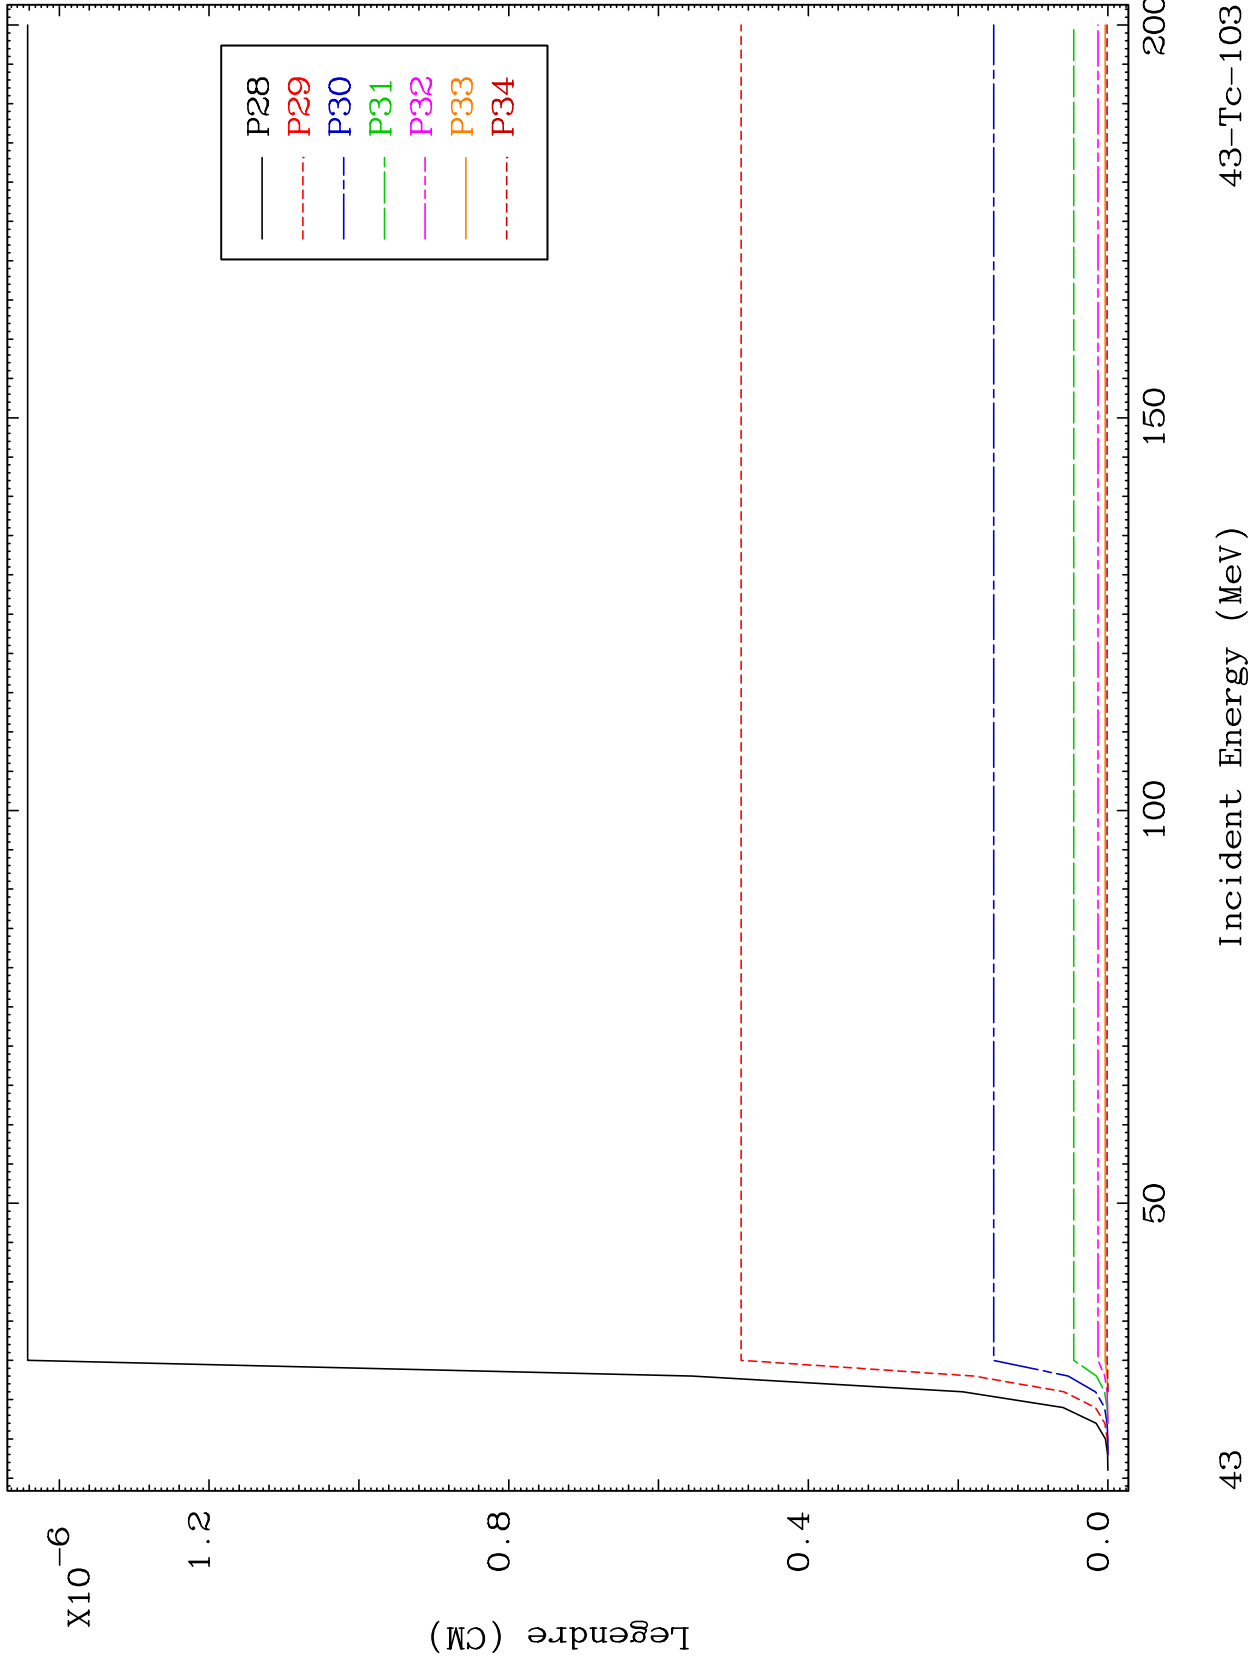 X10-6
1.2
0.8
0.4
0.0
Legendre (CM)
P28
P29
P30
P31
P32
P33
P34
50
100
150
200
Incident Energy (MeV)
43
43-Tc-103